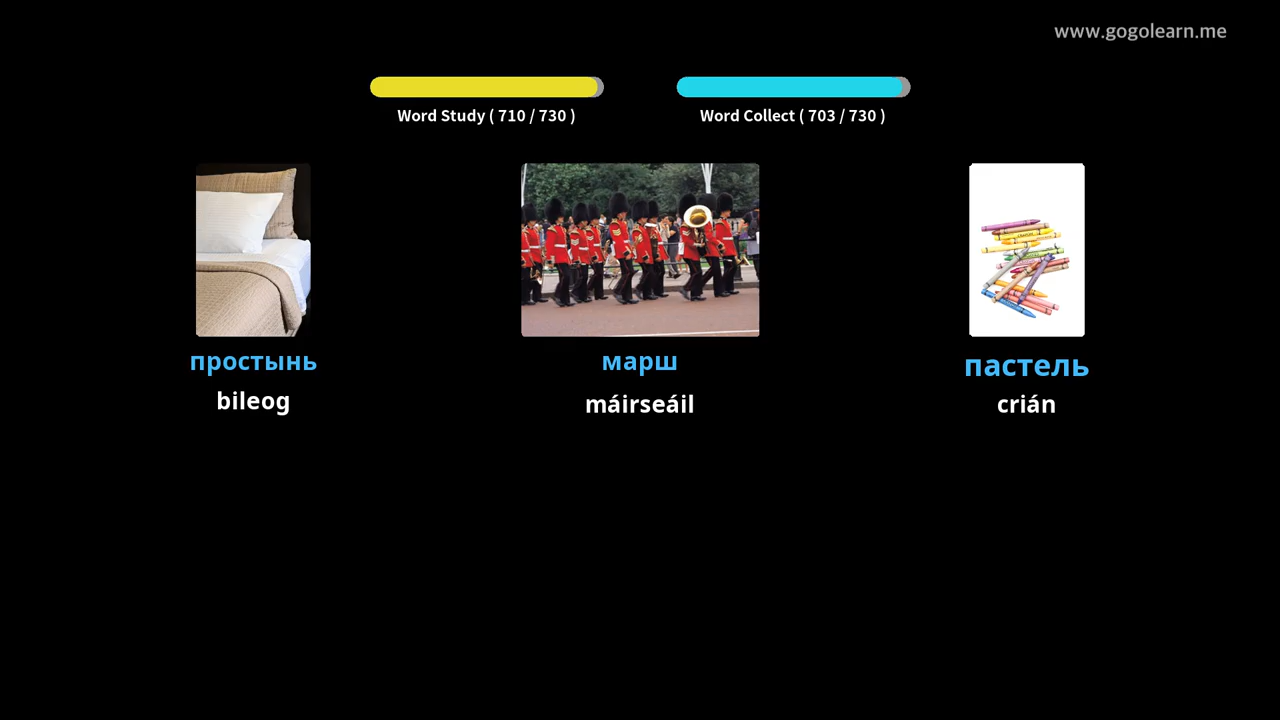 www.gogolearn.me
Word Study ( 710 / 730 )
Word Collect ( 703 / 730 )
простынь
марш
пастель
bileog
máirseáil
crián